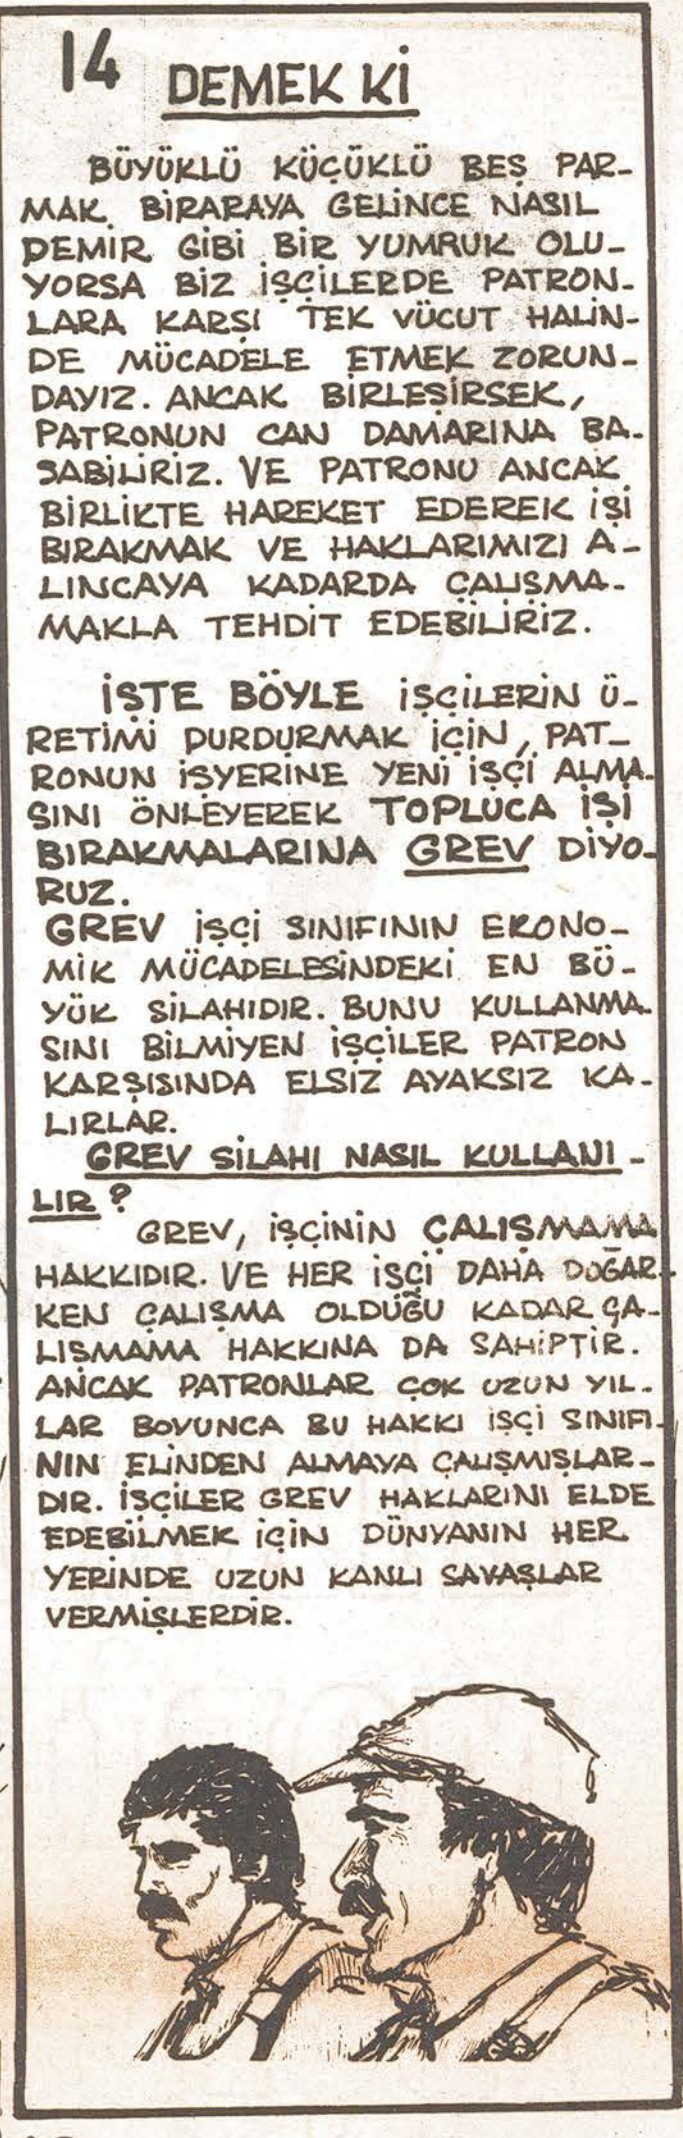 14 DEMEK Kİ
BÜYÜKLÜ KÜÇÜKLÜ BEŞ PAR-
MAK. BİRARAYA GELİNCE NASIL
DEMİR GİBİ BİR YUMRUK OLU-
YORSA BİZ İŞÇİLERDE PATRON-
LARA KARŞI TEK VÜCUT HALİN-
DE MÜCADELE ETMEK ZORUN-
DAYIZ. ANCAK BİRLEŞİRSEK,
PATRONUN CAN DAMARINA BA-
SABİLİRİZ. VE PATRONU ANCAK
BİRLİKTE HAREKET EDEREK İŞİ
BIRAKMAK VE HAKLARIMIZI A-
LINCAYA KADARDA ÇALIŞMA-
MAKLA TEHDİT EDEBİLİRİZ.
İŞTE BÖYLE İŞÇİLERİN Ü-
RETİMİ DURDURMAK İÇİN, PAT-
RONUN İŞYERİNE YENİ İŞÇİ ALMA-
SINI ÖNLEYEREK TOPLUCA İŞİ
BIRAKMALARINA GREV DİYO-
RUZ.
GREV İŞÇİ SINIFININ EKONO-
MİK MÜCADELESİNDEKİ EN BÜ-
YÜK SİLAHIDIR. BUNU KULLANMA-
SINI BİLMİYEN İŞÇİLER PATRON
KARŞISINDA ELSİZ AYAKSIZ KA-
LIRLAR.
GREV SİLAHI NASIL KULLANI-
LIR?
GREV, İŞÇİNİN ÇALIŞMAMA
HAKKIDIR. VE HER İŞÇİ DAHA DOĞAR-
KEN ÇALIŞMA OLDUĞU KADAR ÇA-
LIŞMAMA HAKKINA DA SAHİPTİR.
ANCAK PATRONLAR ÇOK UZUN YIL-
LAR BOYUNCA BU HAKKI İŞÇİ SINIFI-
NIN ELİNDEN ALMAYA ÇALIŞMIŞLAR-
DIR. İŞÇİLER GREV HAKLARINI ELDE
EDEBİLMEK İÇİN DÜNYANIN HER
YERİNDE UZUN KANLI SAVAŞLAR
VERMİŞLERDİR.